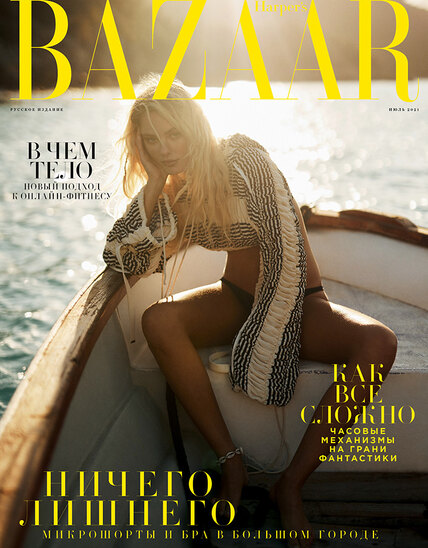 Harper's
BAZAAR
РУССКОЕ ИЗДАНИЕ
ИЮЛЬ 2021
В ЧЕМ
ТЕЛО
НОВЫЙ ПОДХОД
К ОНЛАЙН-ФИТНЕСУ
КАК
ВСЕ
СЛОЖНО
ЧАСОВЫЕ
МЕХАНИЗМЫ
НА ГРАНИ
ФАНТАСТИКИ
НИЧЕГО
ЛИШНЕГО
МИКРОШОРТЫ И БРА В БОЛЬШОМ ГОРОДЕ